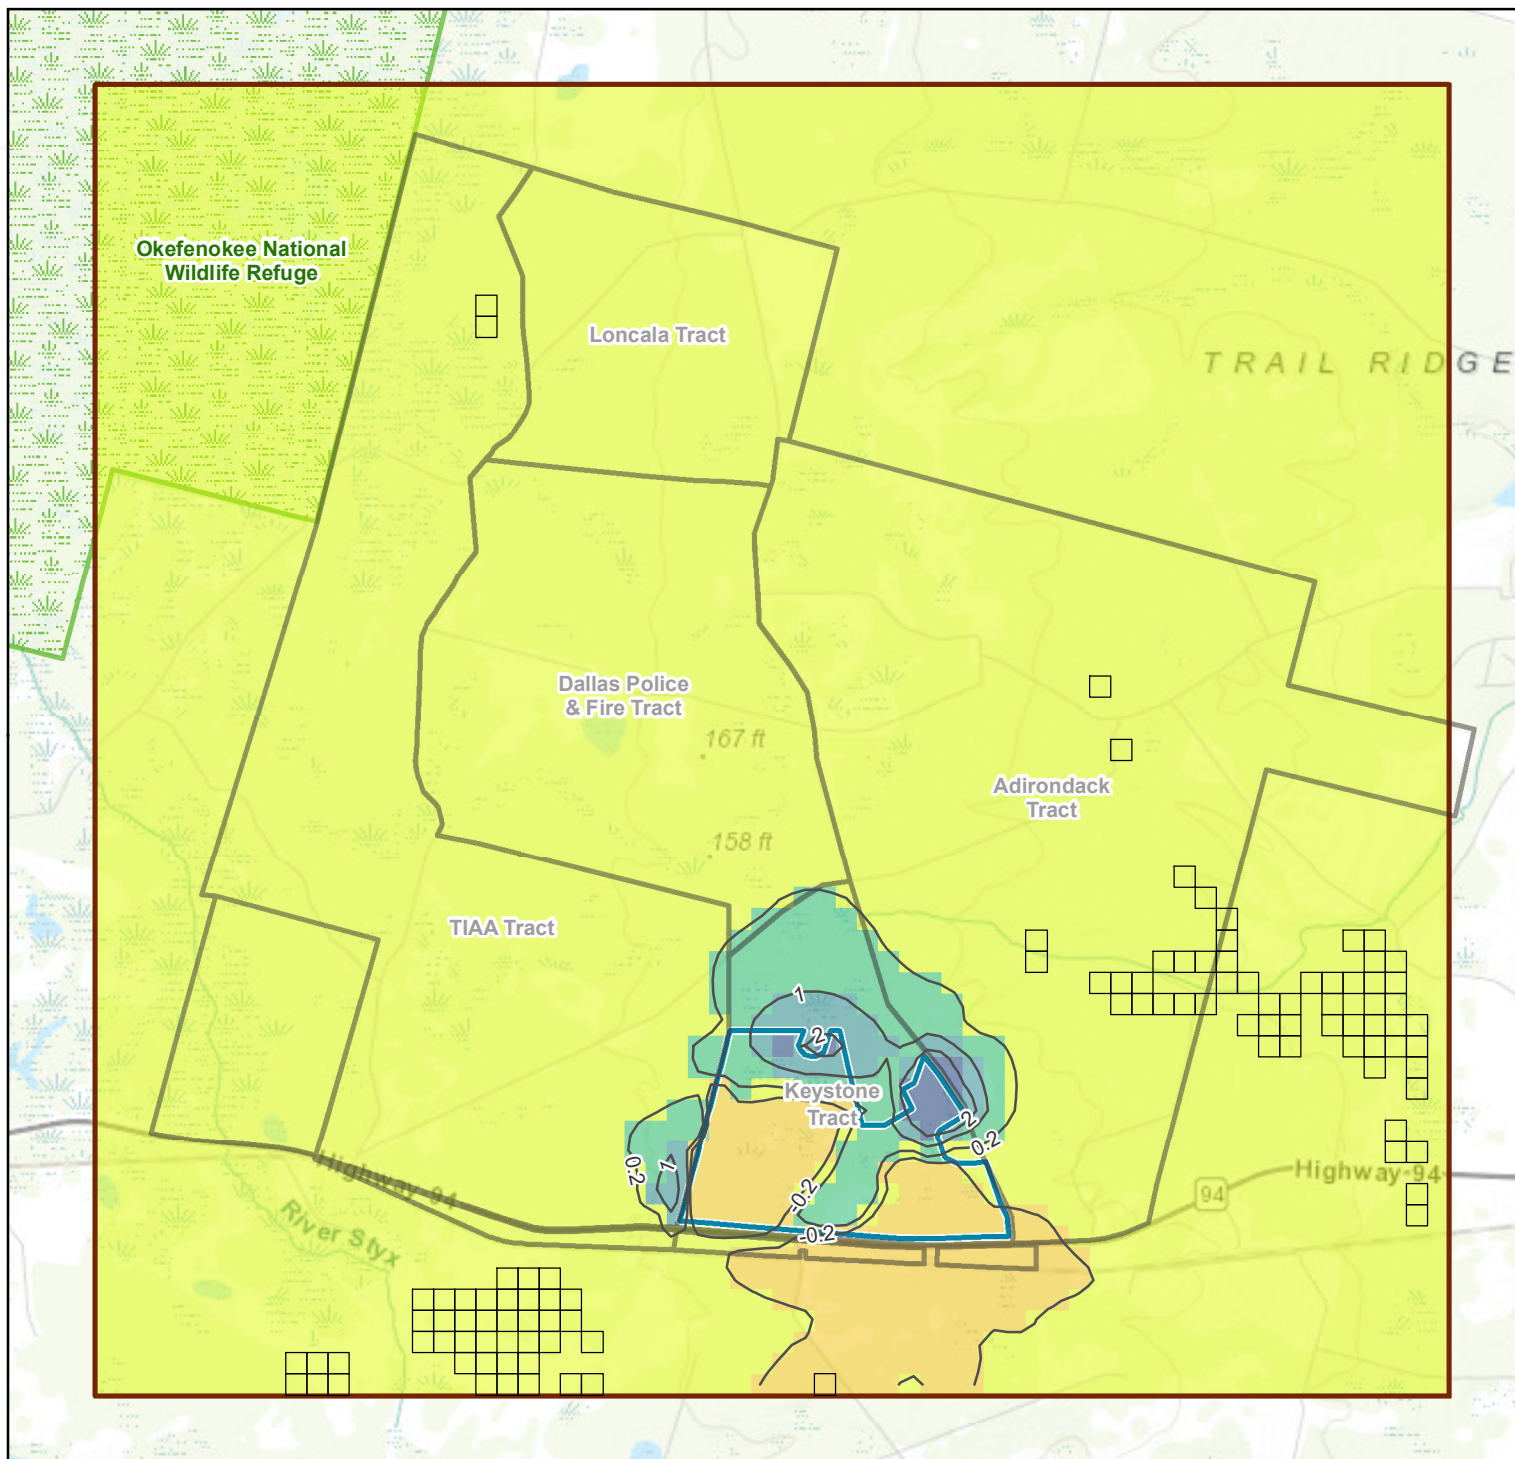 Okefenokee National
Wildlife Refuge
Loncala Tract
TRAIL RIDGE
Dallas Police
& Fire Tract
167 ft
Adirondack
Tract
158 ft
TIAA Tract
1
2
Keystone
Tract
2
0.2
0.2
1
-0.2
-0.2
Highway 94
94
Highway 94
River Styx